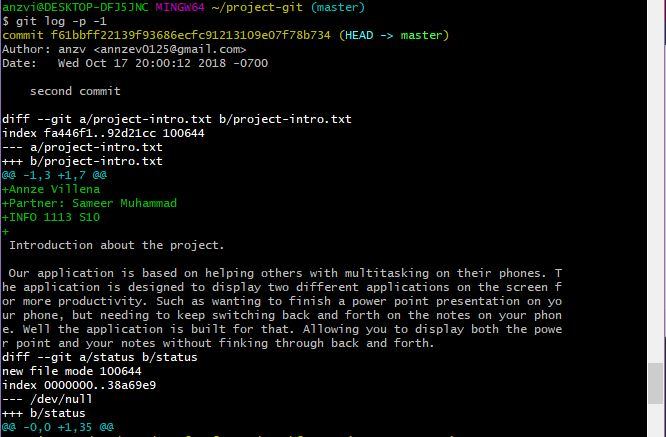 anzvi@DESKTOP-DFJ5JNC MINGW64 ~/project-git (master)
$ git log -p -1
commit f61bbff22139f93686ecfc91213109e07f78b734 (HEAD -> master)
Author: anzv <annzev0125@gmail.com>
Date:   Wed Oct 17 20:00:12 2018 -0700
    second commit
diff --git a/project-intro.txt b/project-intro.txt
index fa446f1..92d21cc 100644
--- a/project-intro.txt
+++ b/project-intro.txt
@@ -1,3 +1,7 @@
+Annze Villena
+Partner: Sameer Muhammad
+INFO 1113 S10
+
 Introduction about the project.
 Our application is based on helping others with multitasking on their phones. T
he application is designed to display two different applications on the screen f
or more productivity. Such as wanting to finish a power point presentation on yo
ur phone, but needing to keep switching back and forth on the notes on your phon
e. Well the application is built for that. Allowing you to display both the powe
r point and your notes without finking through back and forth.
diff --git a/status b/status
new file mode 100644
index 0000000..38a69e9
--- /dev/null
+++ b/status
@@ -0,0 +1,35 @@